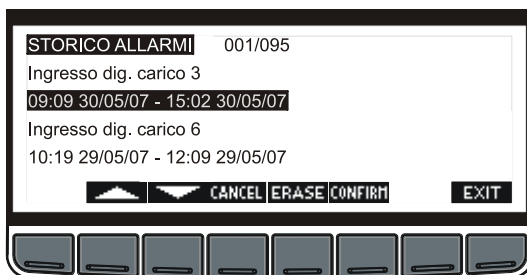 STORICO ALLARMI 001/095
Ingresso dig. carico 3
09:09 30/05/07 - 15:02 30/05/07
Ingresso dig. carico 6
10:19 29/05/07 - 12:09 29/05/07
CANCEL ERASE CONFIRM EXIT